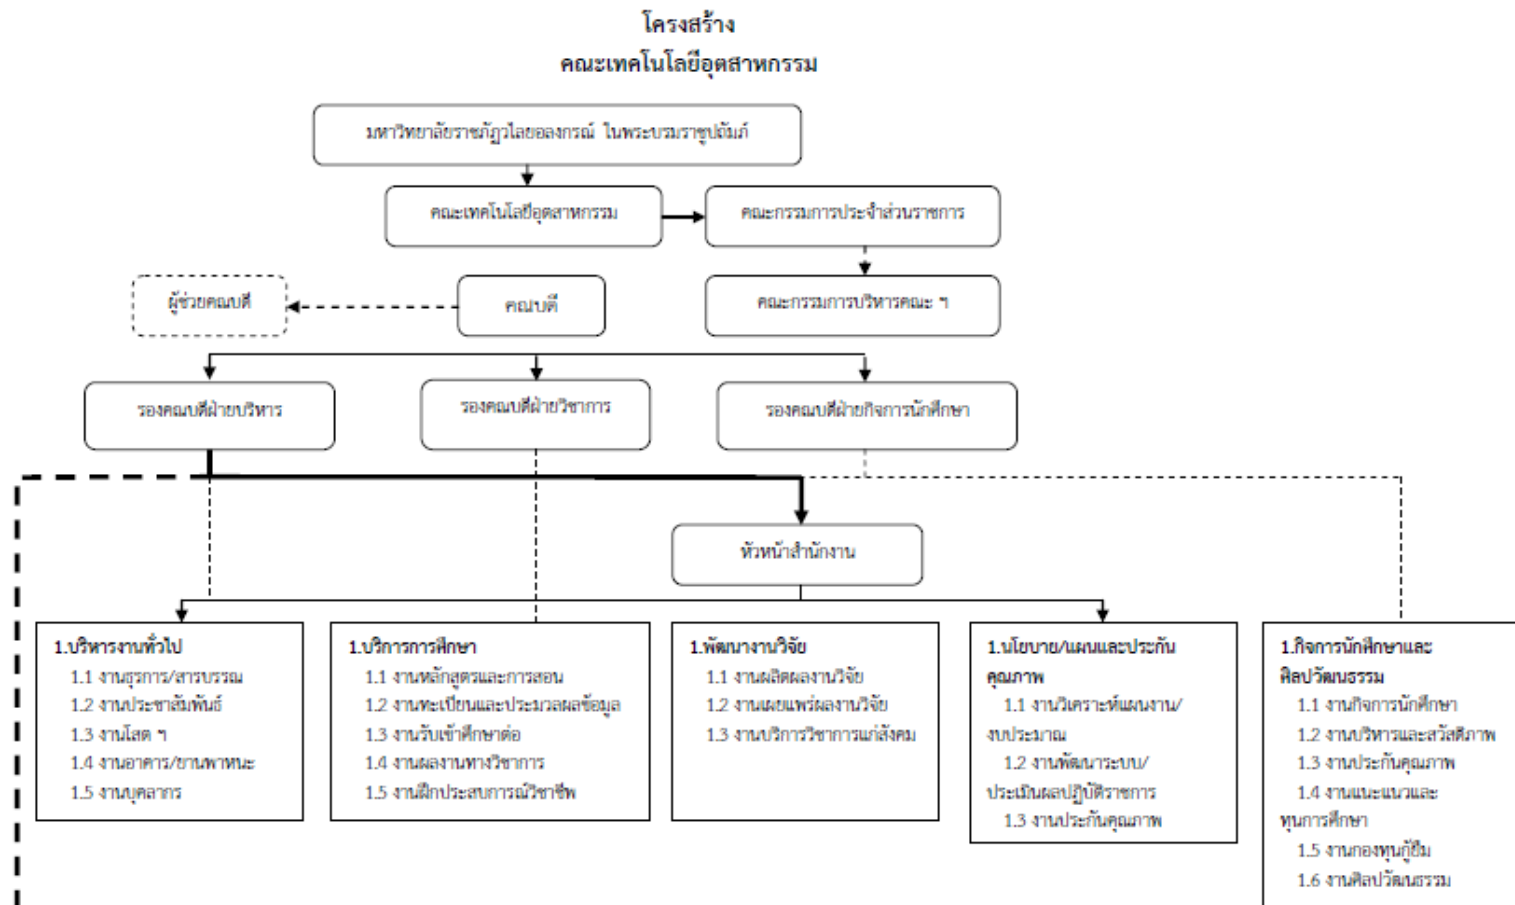 โครงสร้าง
คณะเทคโนโลยีอุตสาหกรรม
มหาวิทยาลัยราชภัฏวไลยอลงกรณ์ ในพระบรมราชูปถัมภ์
คณะเทคโนโลยีอุตสาหกรรม
คณะกรรมการประจำส่วนราชการ
ผู้ช่วยคณบดี
คณบดี
คณะกรรมการบริหารคณะ ฯ
รองคณบดีฝ่ายบริหาร
รองคณบดีฝ่ายวิชาการ
รองคณบดีฝ่ายกิจการนักศึกษา
หัวหน้าสำนักงาน
1.บริหารงานทั่วไป
1.1 งานธุรการ/สารบรรณ
1.2 งานประชาสัมพันธ์
1.3 งานโสต ฯ
1.4 งานอาคาร/ยานพาหนะ
1.5 งานบุคลากร
1.บริการการศึกษา
1.1 งานหลักสูตรและการสอน
1.2 งานทะเบียนและประมวลผลข้อมูล
1.3 งานรับเข้าศึกษาต่อ
1.4 งานผลงานทางวิชาการ
1.5 งานฝึกประสบการณ์วิชาชีพ
1.พัฒนางานวิจัย
1.1 งานผลิตผลงานวิจัย
1.2 งานเผยแพร่ผลงานวิจัย
1.3 งานบริการวิชาการแก่สังคม
1.นโยบาย/แผนและประกัน
คุณภาพ
1.1 งานวิเคราะห์แผนงาน/
งบประมาณ
1.2 งานพัฒนาระบบ/
ประเมินผลปฏิบัติราชการ
1.3 งานประกันคุณภาพ
1.กิจการนักศึกษาและ
ศิลปวัฒนธรรม
1.1 งานกิจการนักศึกษา
1.2 งานบริหารและสวัสดิภาพ
1.3 งานประกันคุณภาพ
1.4 งานแนะแนวและ
ทุนการศึกษา
1.5 งานกองทุนกู้ยืม
1.6 งานศิลปวัฒนธรรม